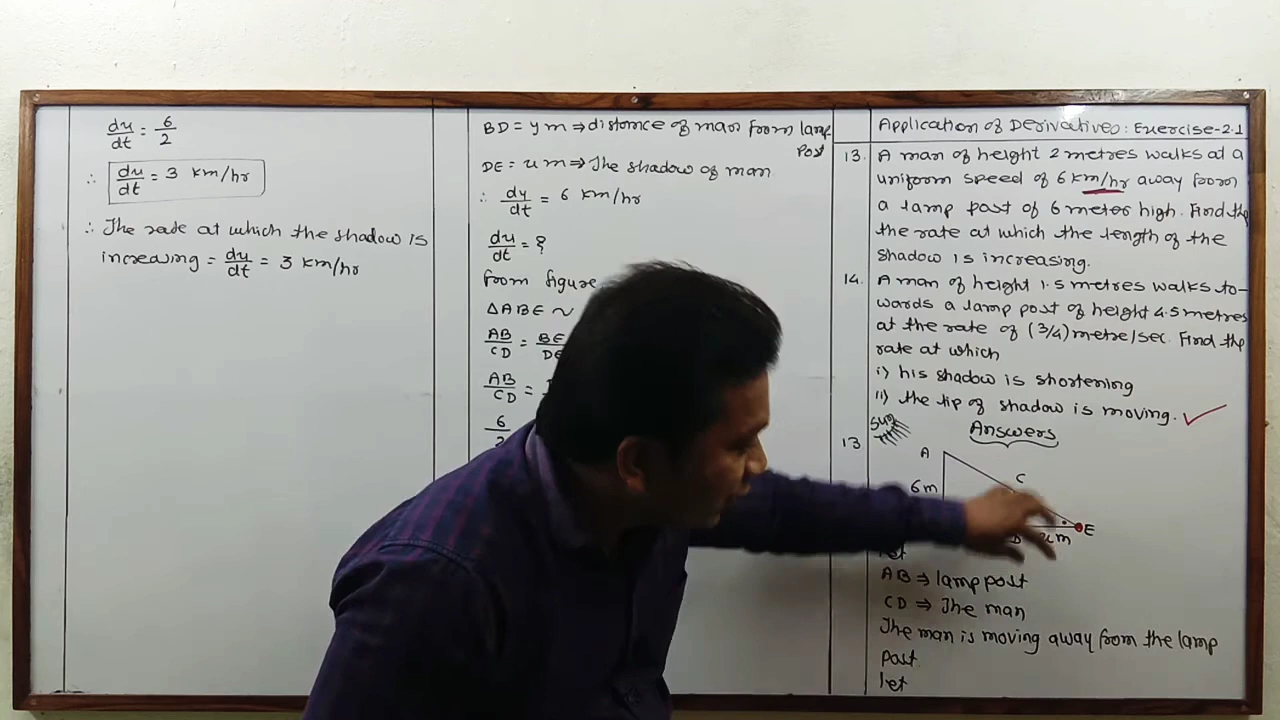 Application of Derivatives: Exercise-2.1
13. A man of height 2 metres walks at a
uniform speed of 6 km/hr away from
a lamp post of 6 meter high. Find the
the rate at which the length of the
shadow is increasing.
14. A man of height 1.5 metres walks to-
wards a lamp post of height 4.5 metres
at the rate of (3/4) metre/sec. Find the
rate at which
i) his shadow is shortening
ii) the tip of shadow is moving.
Answers
13
A
6m
C
D
m
E
let
AB ⇒ lamp post
CD ⇒ The man
The man is moving away from the lamp
post.
let
BD = y m ⇒ distance of man from lamp
post
DE = u m ⇒ The shadow of man
∴ dy/dt = 6 km/hr
du/dt = ?
from figure
ΔABE ~
AB/CD = BE/DE
AB/CD =
6
du/dt = 6/2
∴ du/dt = 3 km/hr
∴ The rate at which the shadow is
increasing = du/dt = 3 km/hr